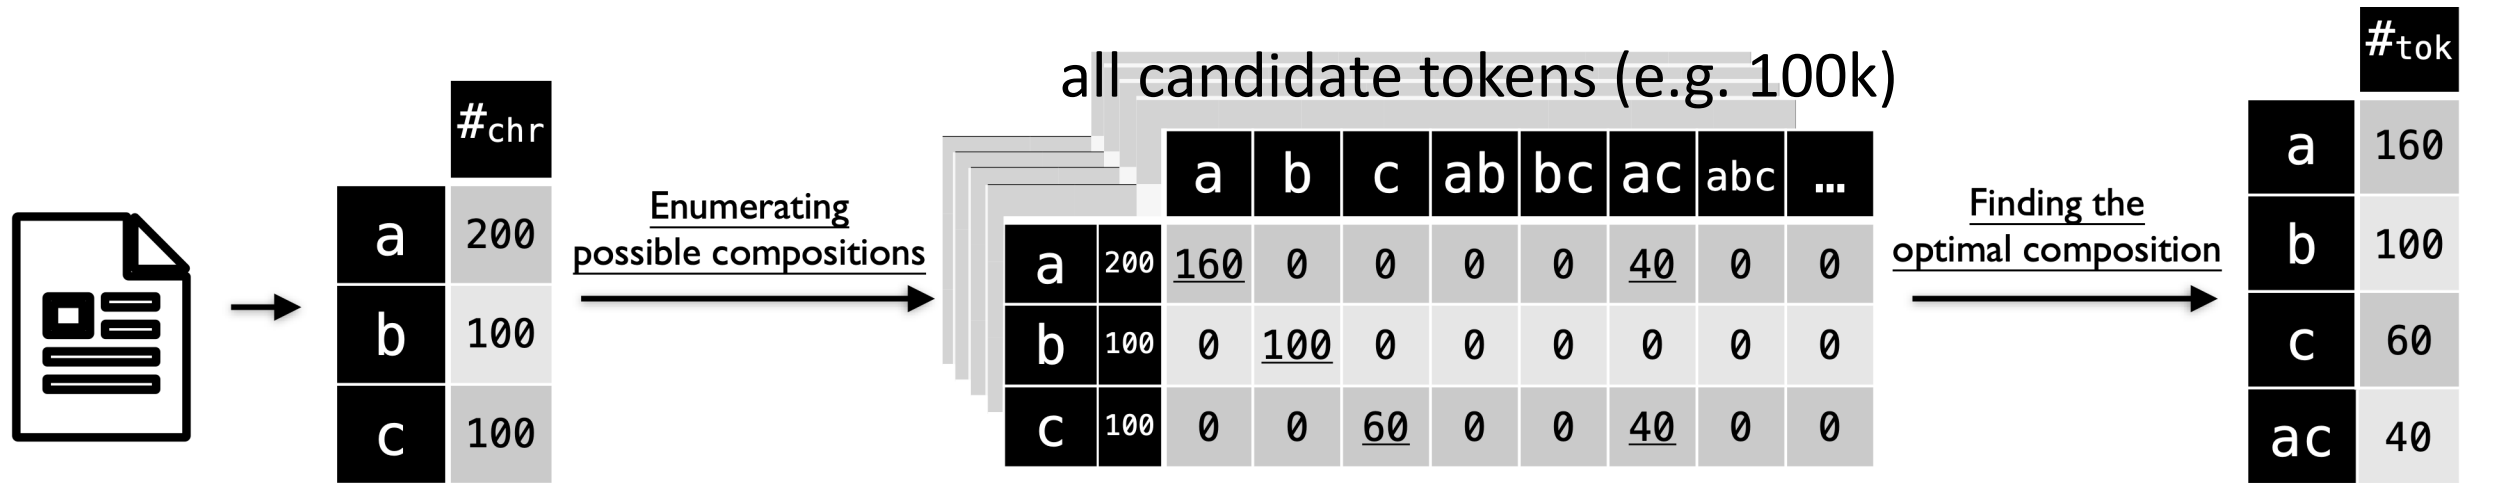 #chr
a 200
b 100
c 100
Enumerating
possible compositions
all candidate tokens (e.g. 100k)
a b c ab bc ac abc …
a 200 160 0 0 0 0 40 0 0
b 100 0 100 0 0 0 0 0 0
c 100 0 0 60 0 0 40 0 0
Finding the
optimal composition
#tok
a 160
b 100
c 60
ac 40